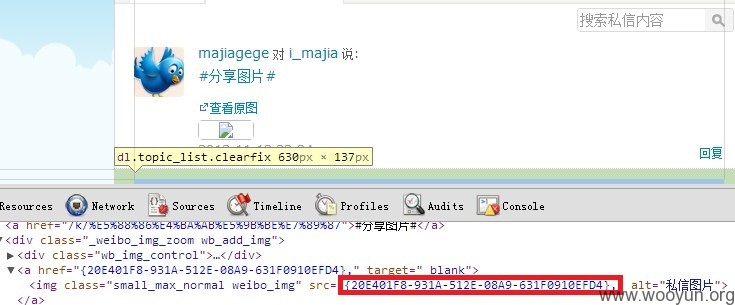 搜索私信内容
majiagege 对 i_majia 说:
#分享图片#
查看原图
回复
dl.topic_list.clearfix 630px × 137px
Resources Network Timeline Profiles Audits Console
<a href="/k/%E5%88%86%E4%BA%AB%E5%9B%BE%E7%89%87">#分享图片#</a>
▼<div class="_weibo_img_zoom wb_add_img">
▶<div class="wb_img_control">…</div>
▼<a href="{20E401F8-931A-512E-08A9-631F0910EFD4}," target="_blank">
<img class="small_max_normal weibo_img" src="{20E401F8-931A-512E-08A9-631F0910EFD4}, alt="私信图片">
</a>
www.wooyun.org